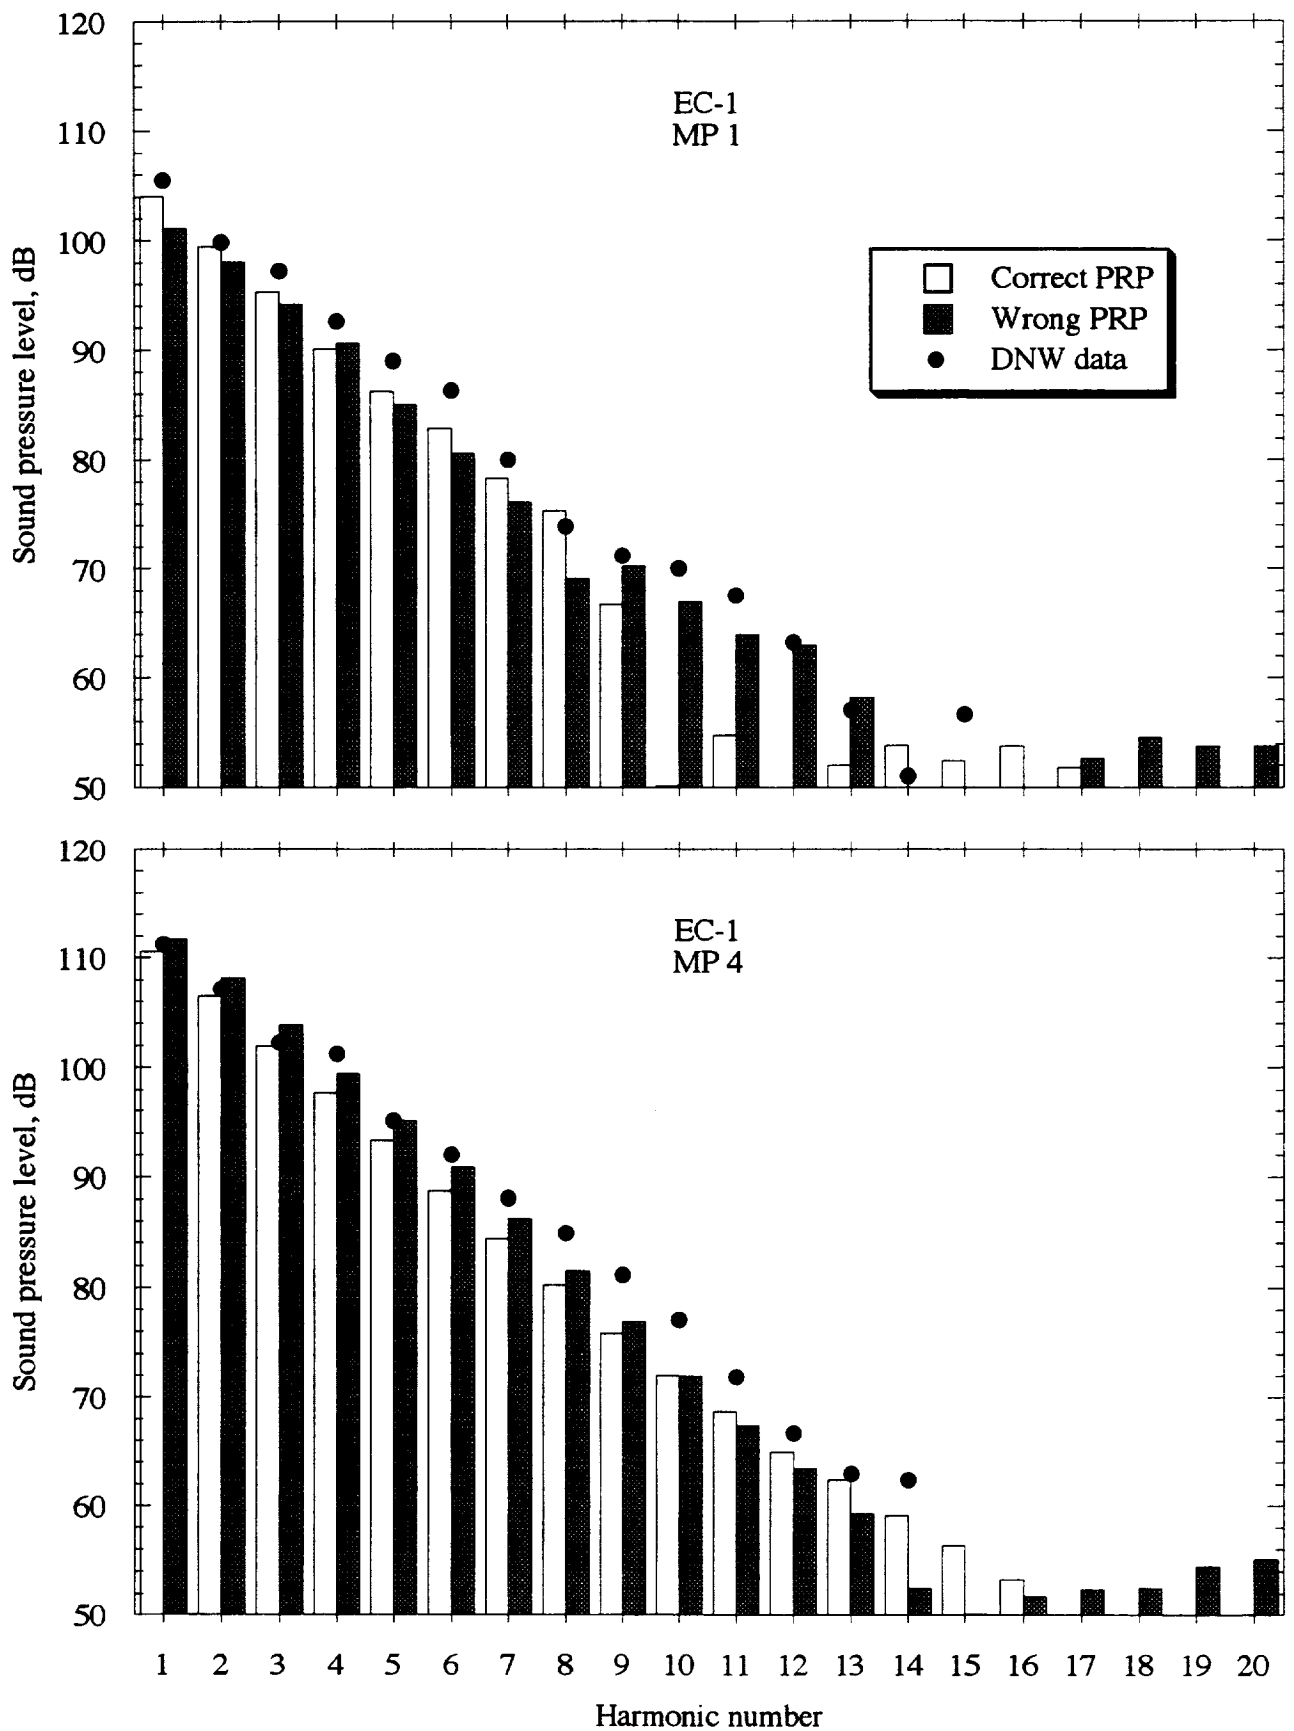 120
110
100
90
80
70
60
50
Sound pressure level, dB
EC-1
MP 1
Correct PRP
Wrong PRP
DNW data
120
110
100
90
80
70
60
50
Sound pressure level, dB
EC-1
MP 4
1 2 3 4 5 6 7 8 9 10 11 12 13 14 15 16 17 18 19 20
Harmonic number